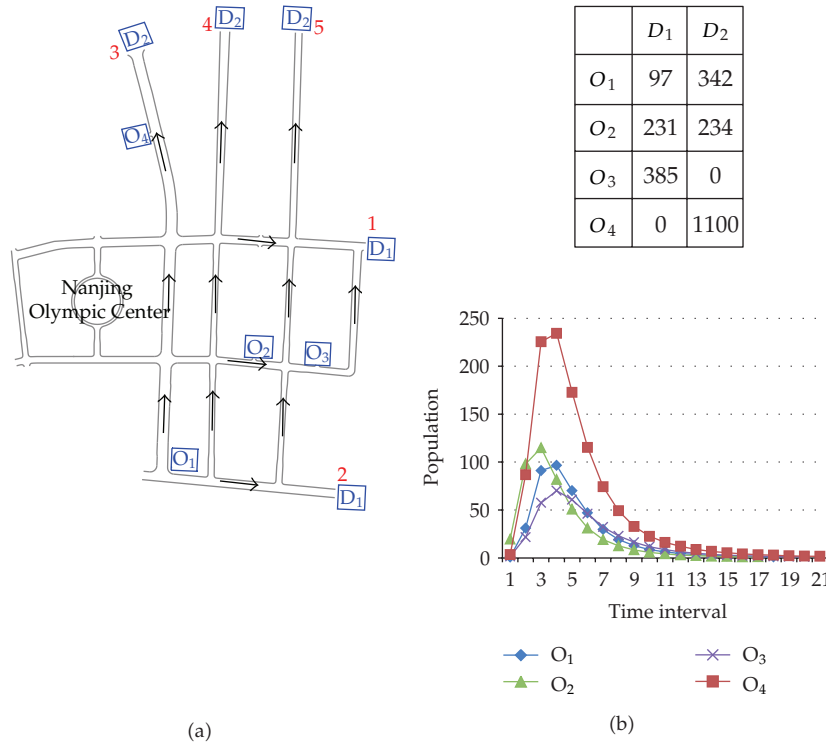 D2
4
D2
5
D2
3
O4
1
D1
Nanjing
Olympic Center
O2
O3
O1
2
D1
(a)
D1 D2
O1 97 342
O2 231 234
O3 385 0
O4 0 1100
250
200
150
100
50
0
Population
1 3 5 7 9 11 13 15 17 19 21
Time interval
O1 O3
O2 O4
(b)